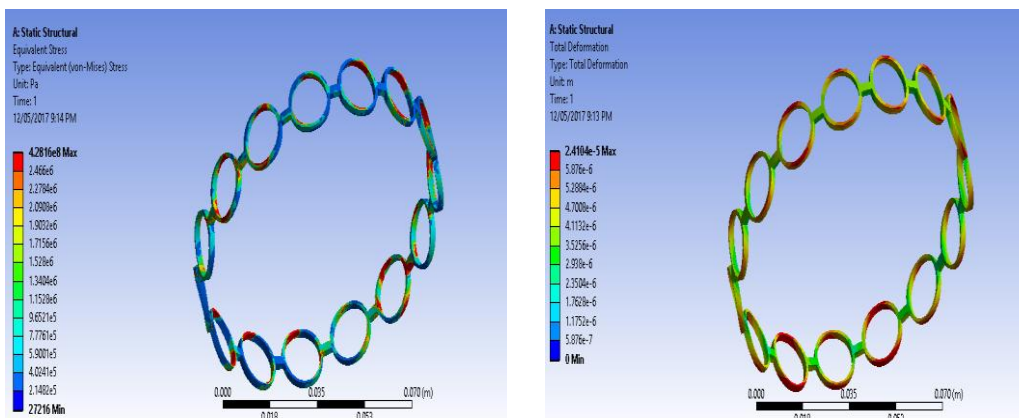 A: Static Structural
Equivalent Stress
Type: Equivalent (von-Mises) Stress
Unit: Pa
Time: 1
12/05/2017 9:14 PM
4.2816e8 Max
2.466e6
2.2784e6
2.0908e6
1.9032e6
1.7156e6
1.528e6
1.3404e6
1.1528e6
9.6521e5
7.7761e5
5.9001e5
4.0241e5
2.1482e5
27216 Min
0.000
0.035
0.070 (m)
0.018
0.053
A: Static Structural
Total Deformation
Type: Total Deformation
Unit: m
Time: 1
12/05/2017 9:13 PM
2.4104e-5 Max
5.876e-6
5.2884e-6
4.7008e-6
4.1132e-6
3.5256e-6
2.938e-6
2.3504e-6
1.7628e-6
1.1752e-6
5.876e-7
0 Min
0.000
0.035
0.070 (m)
0.018